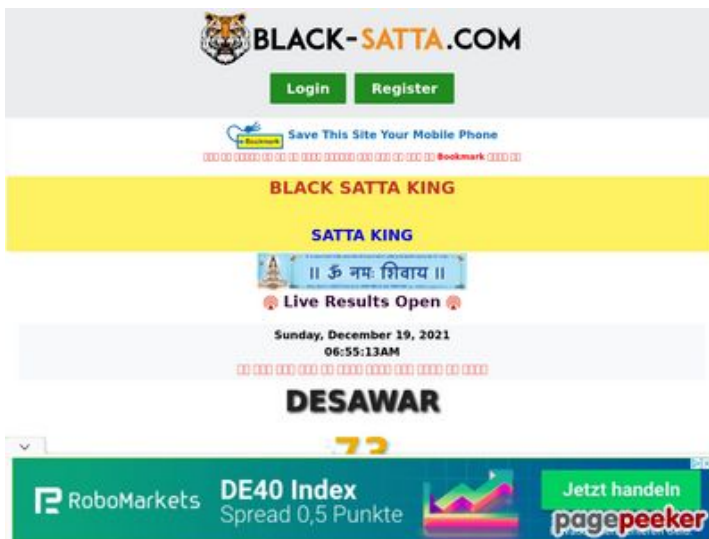 BLACK-SATTA.COM
Login Register
Bookmark Save This Site Your Mobile Phone
Bookmark
BLACK SATTA KING
SATTA KING
॥ ॐ नमः शिवाय ॥
Live Results Open
Sunday, December 19, 2021
06:55:13AM
DESAWAR
73
RoboMarkets
DE40 Index
Spread 0,5 Punkte
Jetzt handeln
pagepeeker